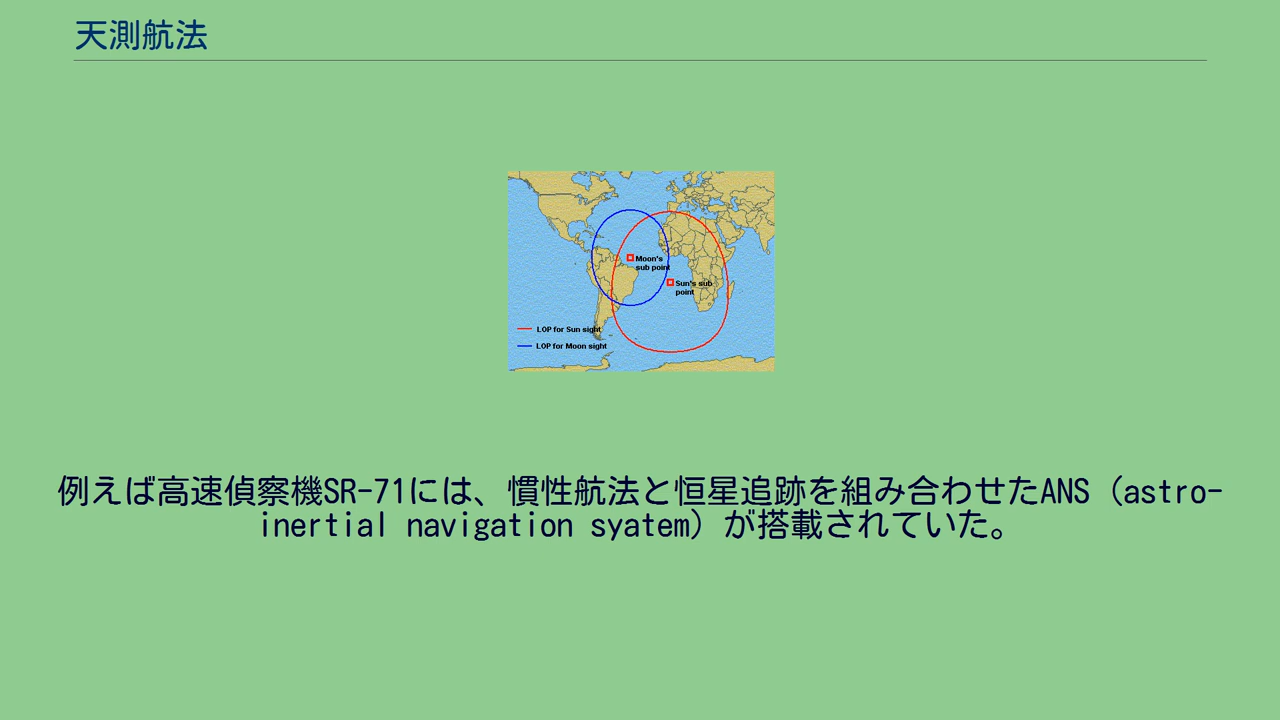 天測航法
Moon's
sub point
Sun's sub
point
LOP for Sun sight
LOP for Moon sight
例えば高速偵察機SR-71には、慣性航法と恒星追跡を組み合わせたANS（astro-
inertial navigation syatem）が搭載されていた。